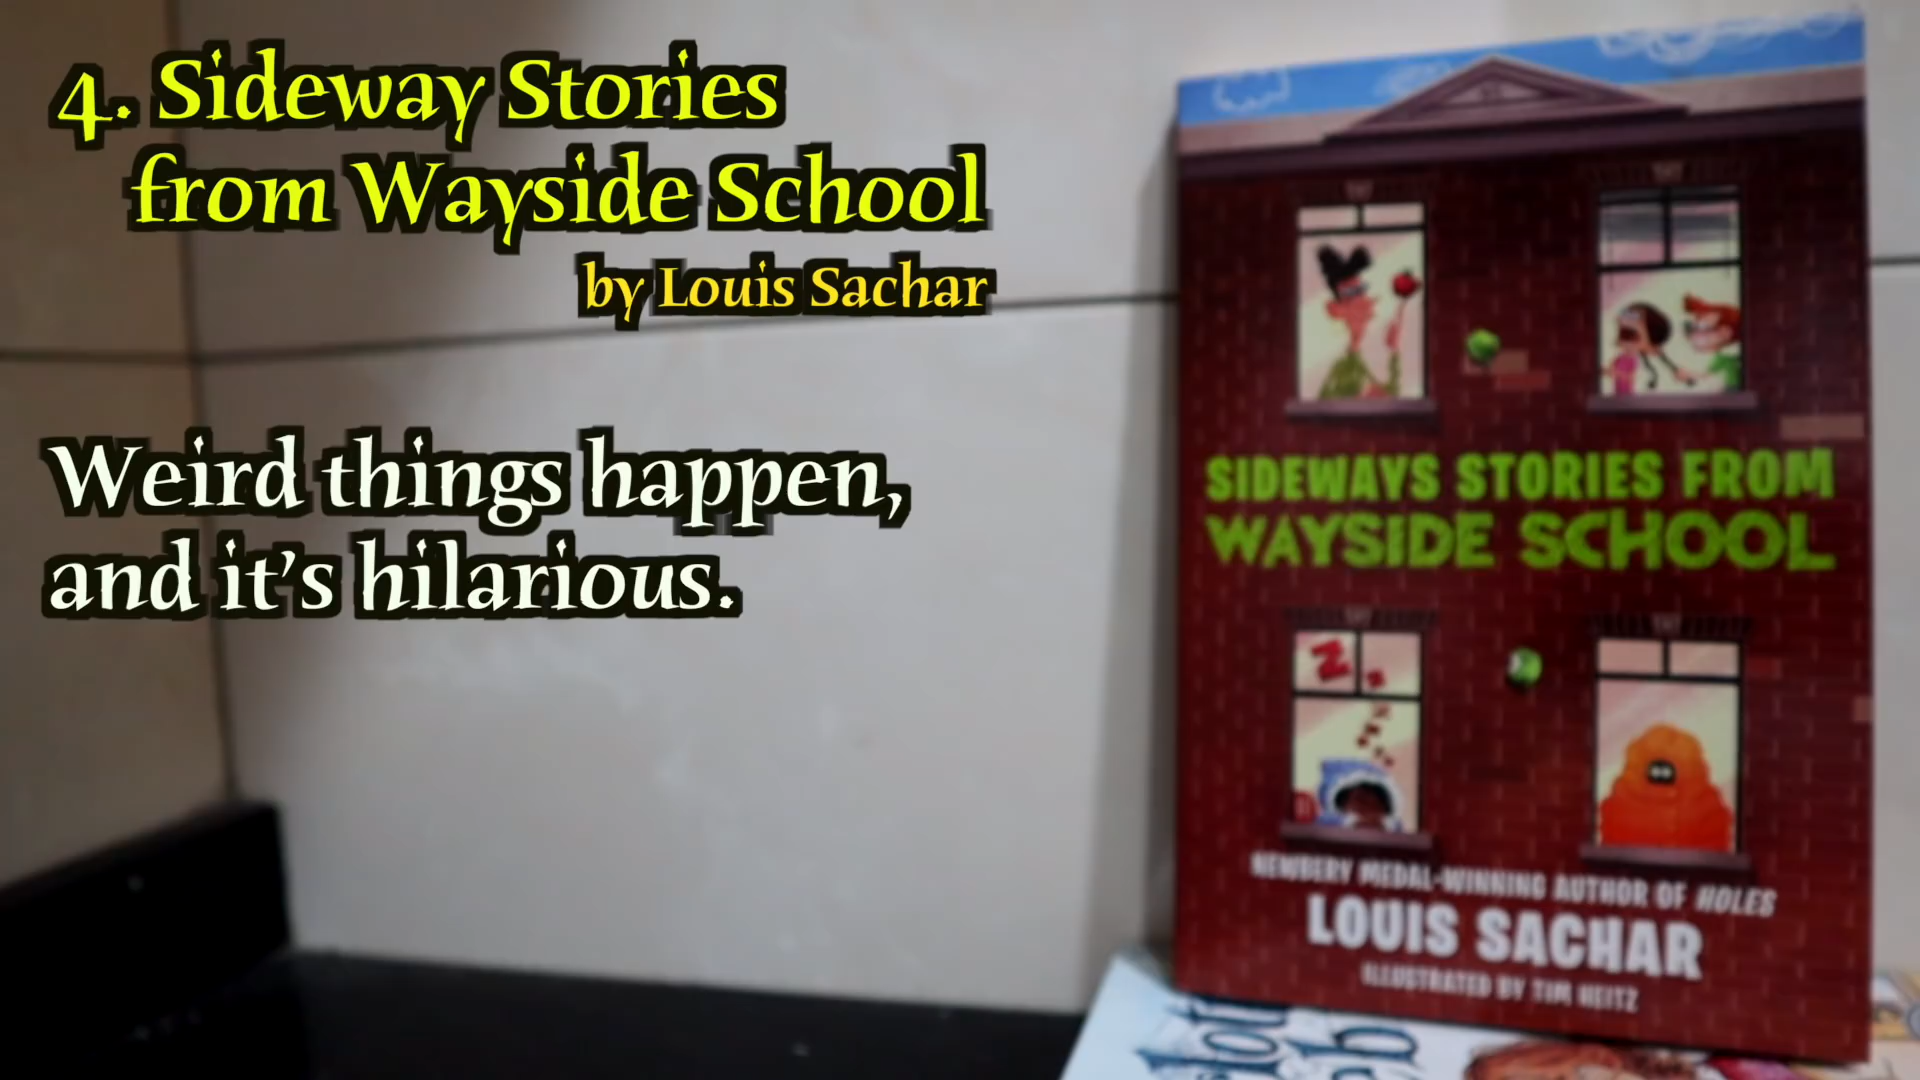 4. Sideway Stories
from Wayside School
by Louis Sachar
Weird things happen,
and it's hilarious.
SIDEWAYS STORIES FROM
WAYSIDE SCHOOL
Z
z
NEWBERY MEDAL-WINNING AUTHOR OF HOLES
LOUIS SACHAR
ILLUSTRATED BY TIM HEITZ